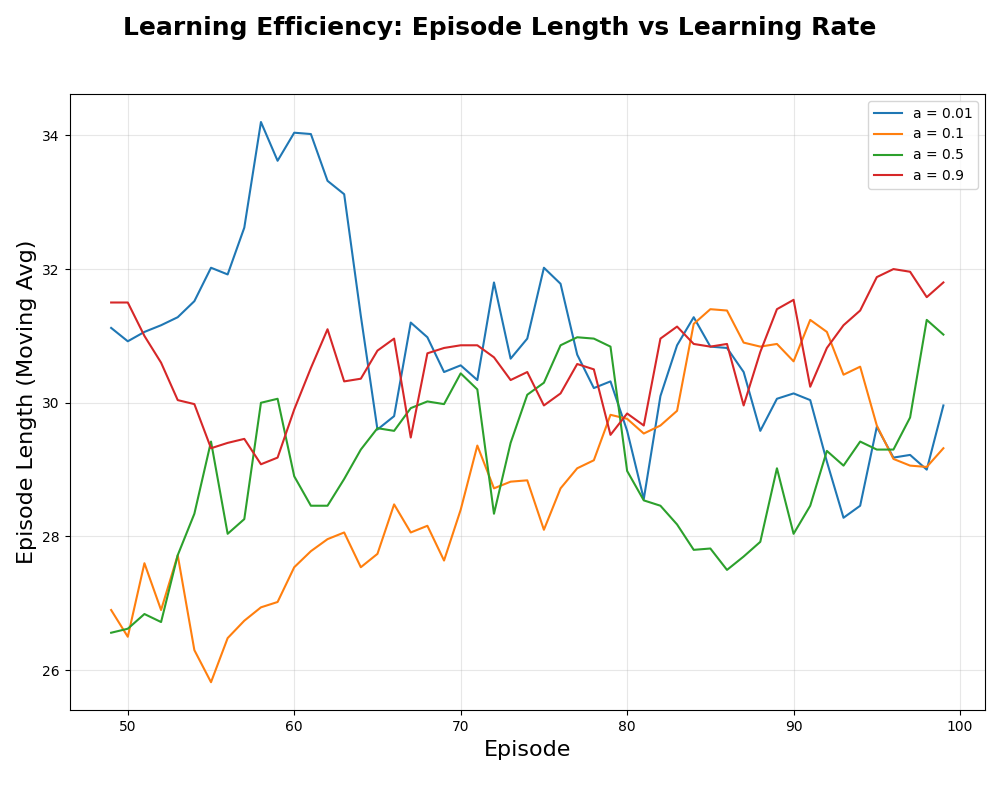 Learning Efficiency: Episode Length vs Learning Rate
a = 0.01
a = 0.1
a = 0.5
a = 0.9
Episode Length (Moving Avg)
34
32
30
28
26
50
60
70
80
90
100
Episode